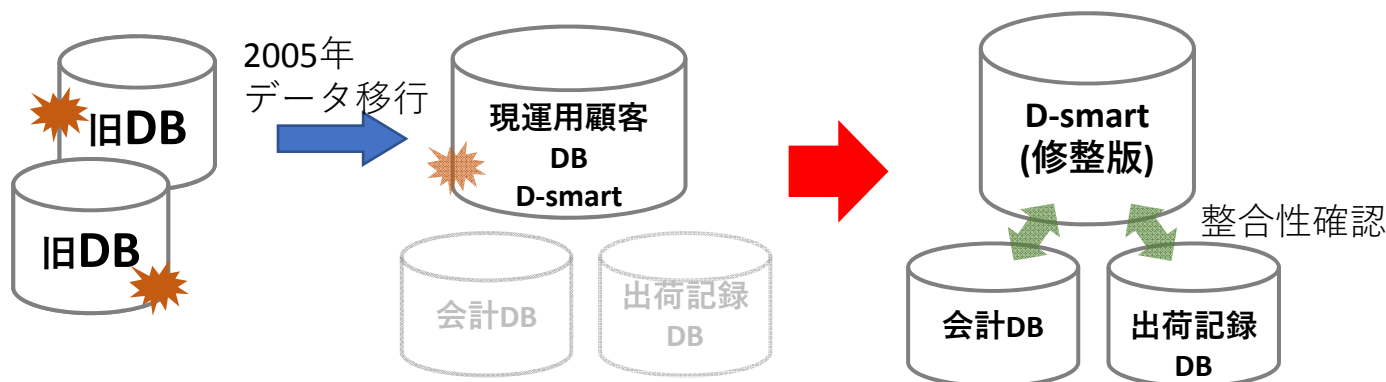 旧DB
旧DB
2005年
データ移行
現運用顧客
DB
D-smart
会計DB
出荷記録
DB
D-smart
(修整版)
整合性確認
会計DB
出荷記録
DB